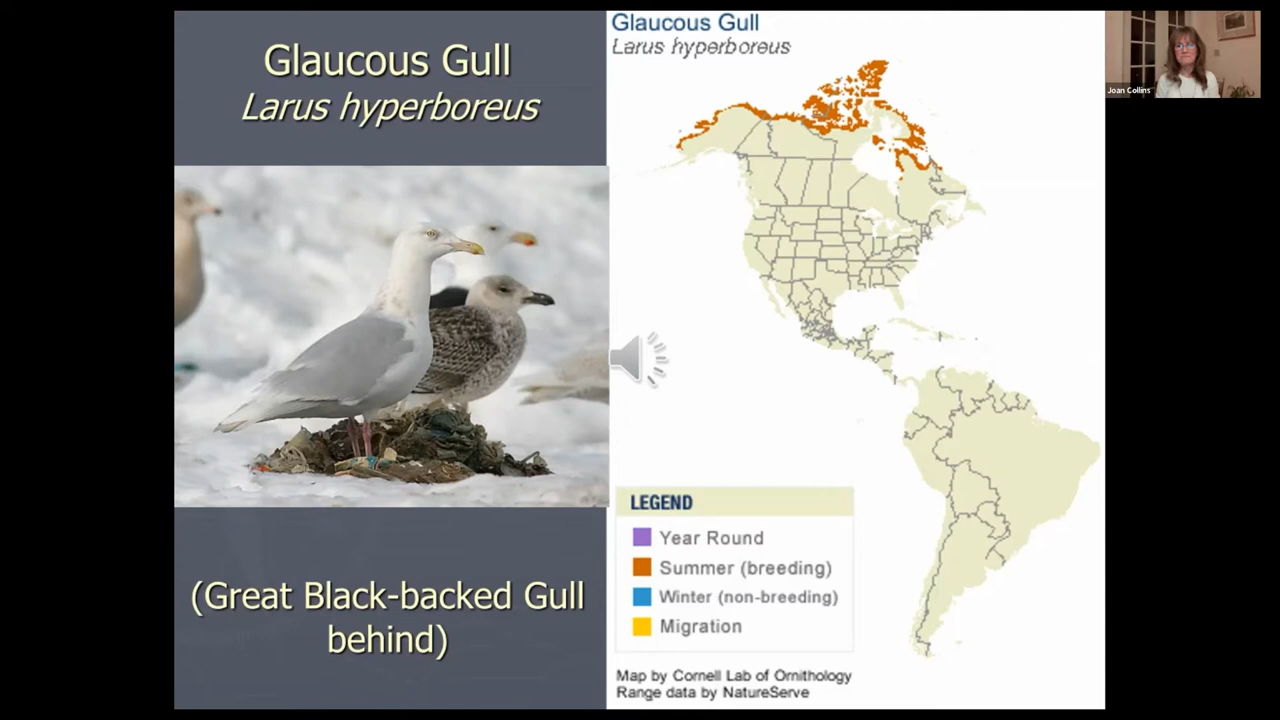 Glaucous Gull
Larus hyperboreus
(Great Black-backed Gull
behind)
Glaucous Gull
Larus hyperboreus
LEGEND
Year Round
Summer (breeding)
Winter (non-breeding)
Migration
Map by Cornell Lab of Ornithology
Range data by NatureServe
Joan Collins